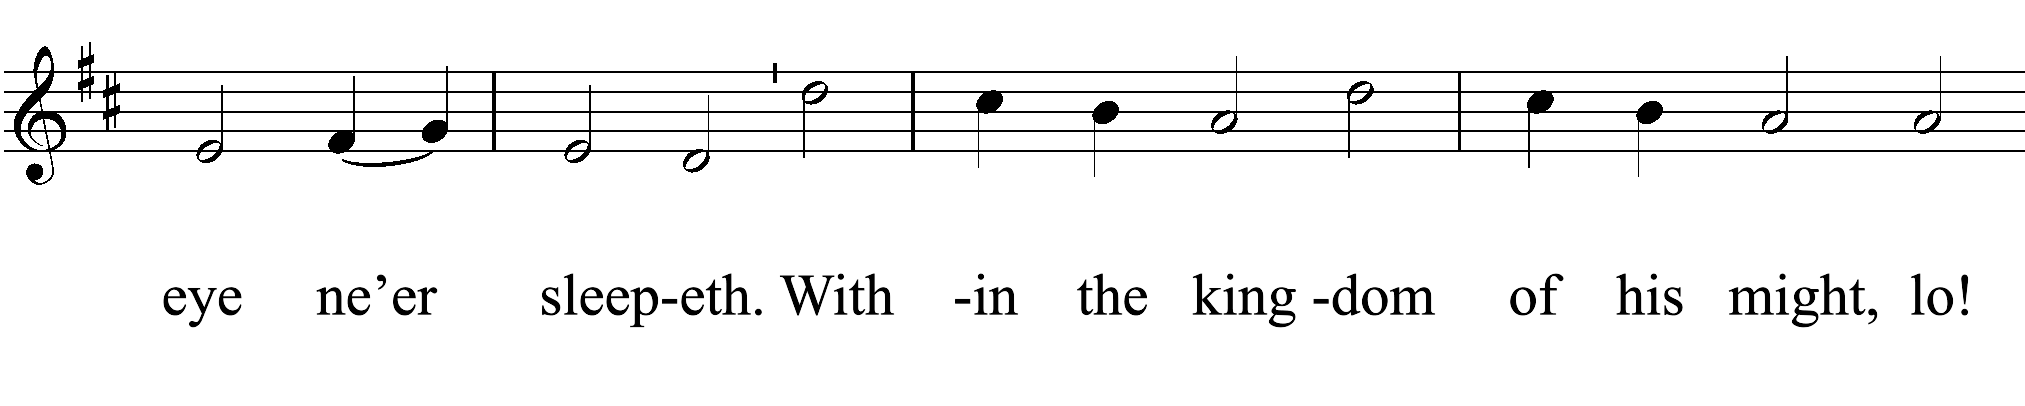 eye ne’er sleep-eth. With -in the king -dom of his might, lo!